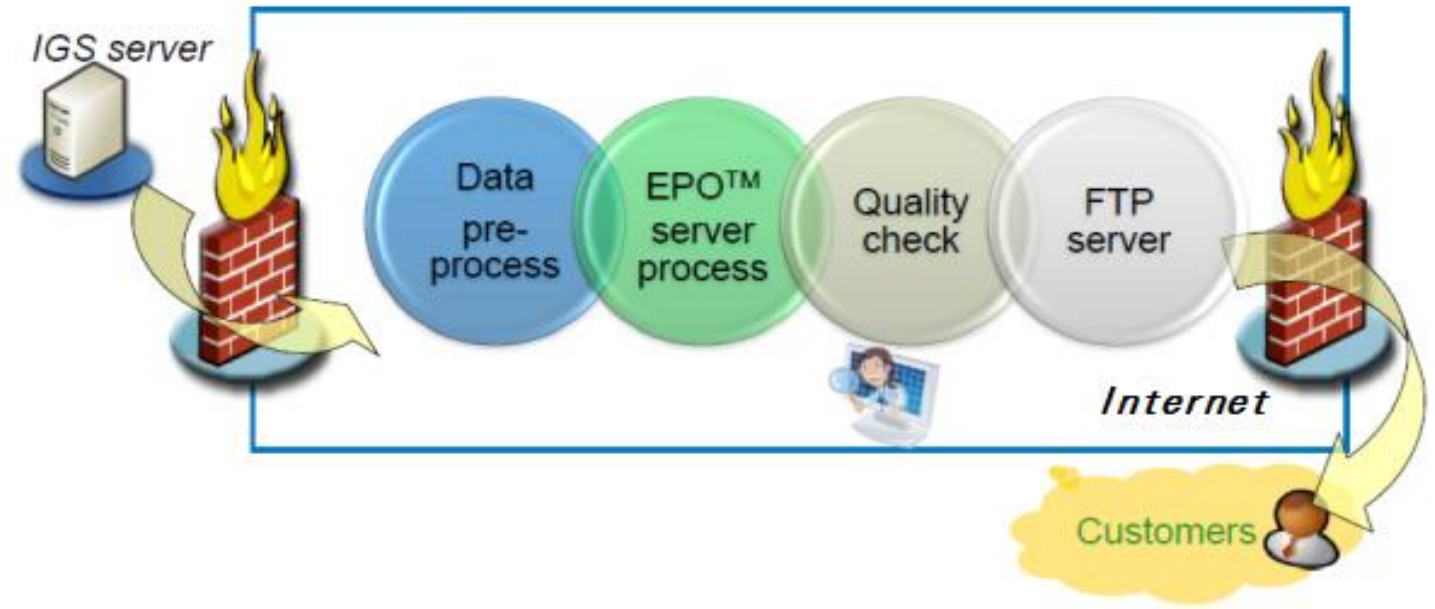 IGS server
Data
pre-
process
EPO™
server
process
Quality
check
FTP
server
Internet
Customers